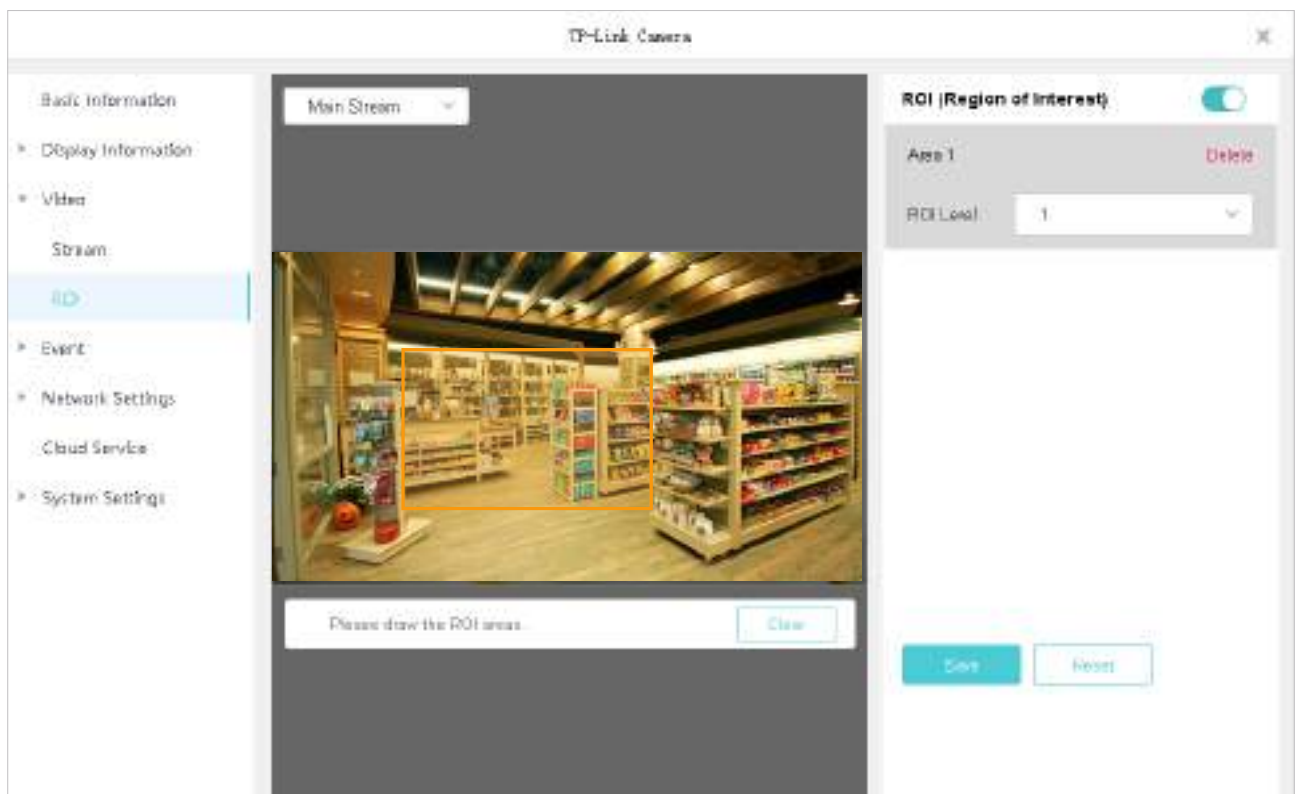 TP-Link Camera
Basic Information
Display Information
Video
Stream
ROI
Event
Network Settings
Cloud Service
System Settings
Main Stream
Please draw the ROI areas.
Clear
ROI (Region of Interest)
Area 1
Delete
ROI Level
1
Save
Reset